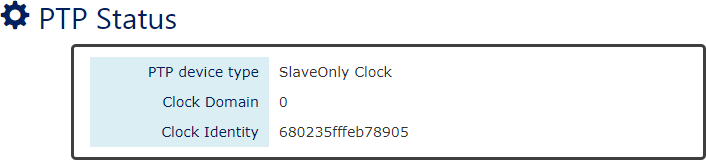 PTP Status
PTP device type SlaveOnly Clock
Clock Domain 0
Clock Identity 680235fffeb78905